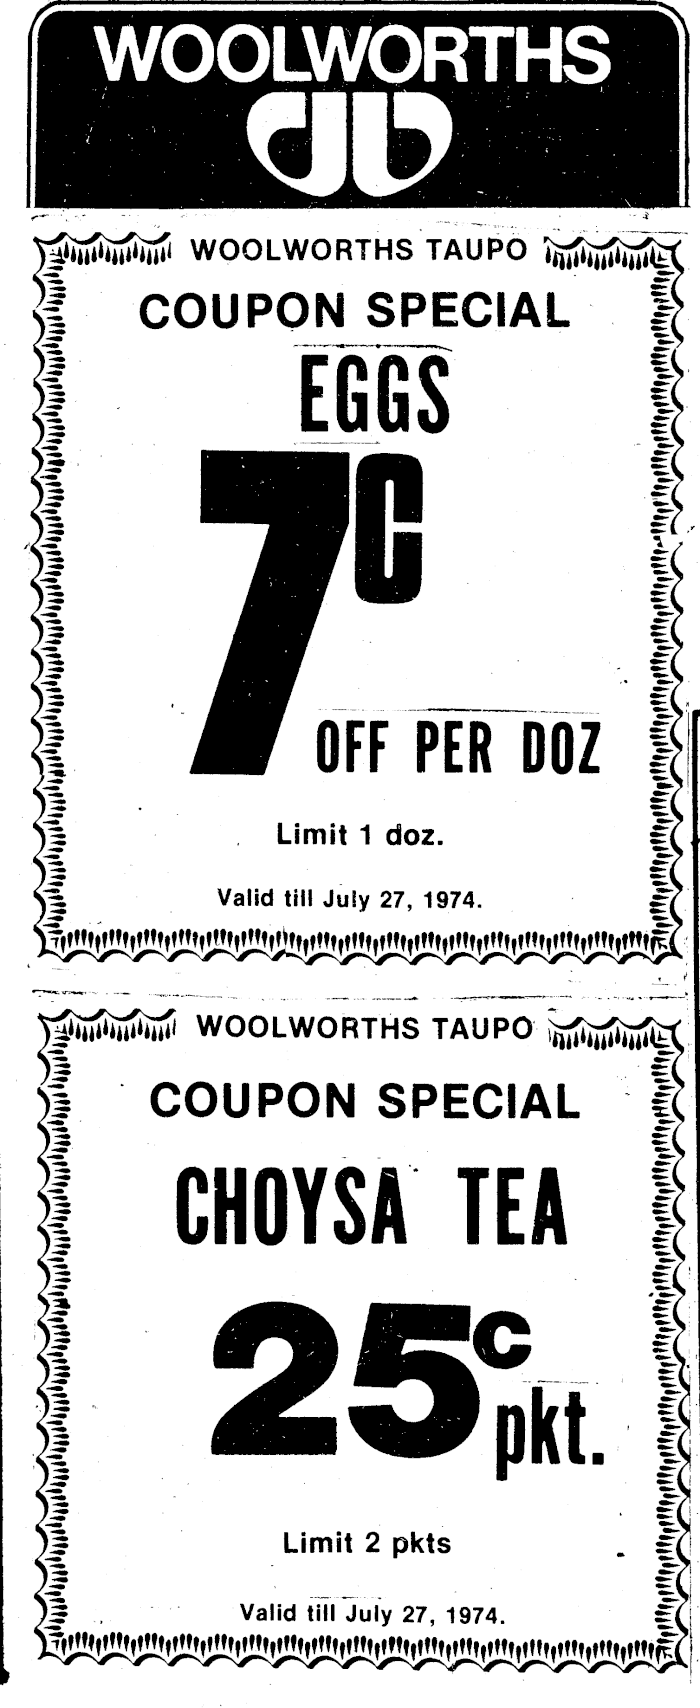 WOOLWORTHS
WOOLWORTHS TAUPO
COUPON SPECIAL
EGGS
7c
OFF PER DOZ
Limit 1 doz.
Valid till July 27, 1974.
WOOLWORTHS TAUPO
COUPON SPECIAL
CHOYSA TEA
25c
pkt.
Limit 2 pkts
Valid till July 27, 1974.